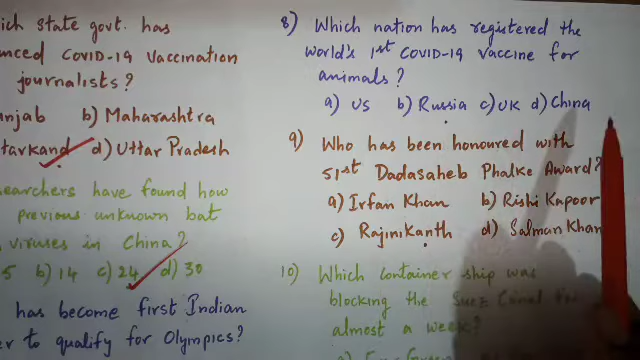 ich state govt. has
nced COVID-19 vaccination
journalists?
njab b) Maharashtra
tarkand d) Uttar Pradesh
searchers have found how
previous unknown bat
viruses in China?
5 b) 14 c) 24 d) 30
has become first Indian
er to qualify for Olympics?
8) Which nation has registered the
world's 1st COVID-19 vaccine for
animals?
a) US b) Russia c) UK d) China
9) Who has been honoured with
51st Dadasaheb Phalke Award?
a) Irfan Khan b) Rishi Kapoor
c) Rajinikanth d) Salman Khan
10) Which container ship was
blocking the Suez Canal for
almost a week?